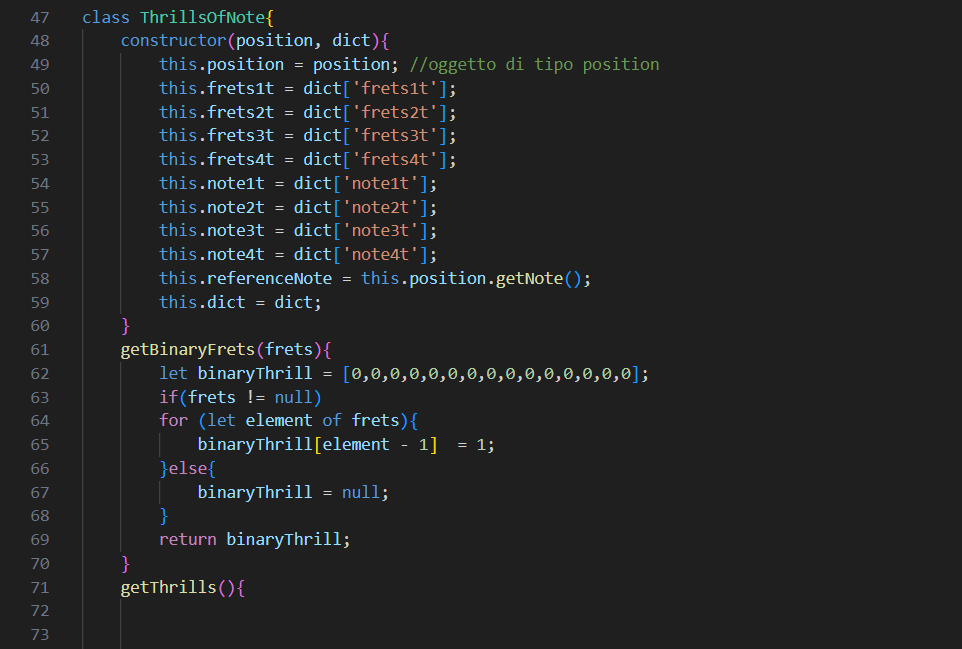 47 class ThrillsOfNote{
48 constructor(position, dict){
49 this.position = position; //oggetto di tipo position
50 this.frets1t = dict['frets1t'];
51 this.frets2t = dict['frets2t'];
52 this.frets3t = dict['frets3t'];
53 this.frets4t = dict['frets4t'];
54 this.note1t = dict['note1t'];
55 this.note2t = dict['note2t'];
56 this.note3t = dict['note3t'];
57 this.note4t = dict['note4t'];
58 this.referenceNote = this.position.getNote();
59 this.dict = dict;
60 }
61 getBinaryFrets(frets){
62 let binaryThrill = [0,0,0,0,0,0,0,0,0,0,0,0,0,0,0];
63 if(frets != null)
64 for (let element of frets){
65 binaryThrill[element - 1]  = 1;
66 }else{
67 binaryThrill = null;
68 }
69 return binaryThrill;
70 }
71 getThrills(){
72
73